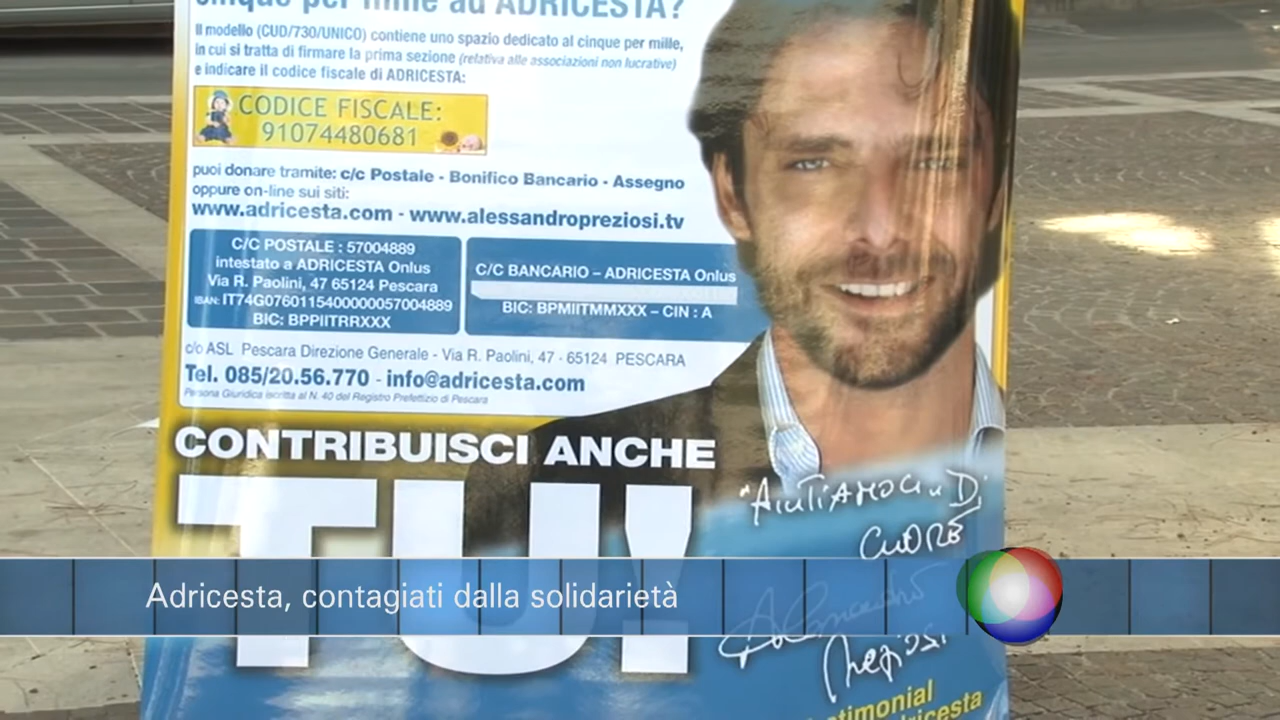 cinque per mille ad ADRICESTA?
Il modello (CUD/730/UNICO) contiene uno spazio dedicato al cinque per mille,
in cui si tratta di firmare la prima sezione (relativa alle associazioni non lucrative)
e indicare il codice fiscale di ADRICESTA:
CODICE FISCALE:
91074480681
puoi donare tramite: c/c Postale - Bonifico Bancario - Assegno
oppure on-line sui siti:
www.adricesta.com - www.alessandropreziosi.tv
C/C POSTALE : 57004889
intestato a ADRICESTA Onlus
Via R. Paolini, 47 65124 Pescara
IBAN: IT74G0760115400000057004889
BIC: BPPIITRRXXX
C/C BANCARIO – ADRICESTA Onlus
BIC: BPMIITMMXXX – CIN : A
c/o ASL Pescara Direzione Generale - Via R. Paolini, 47 - 65124 PESCARA
Tel. 085/20.56.770 - info@adricesta.com
Persona Giuridica iscritta al N. 40 del Registro Prefettizio di Pescara
CONTRIBUISCI ANCHE
TU!
"AIUTIAMOCI" DI
CUORE
Alessandro
Preziosi
Adricesta, contagiati dalla solidarietà